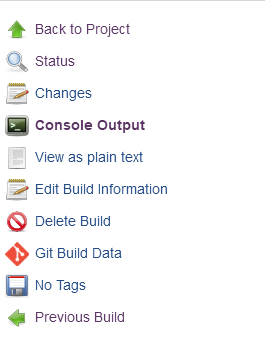 Back to Project
Status
Changes
Console Output
View as plain text
Edit Build Information
Delete Build
Git Build Data
No Tags
Previous Build